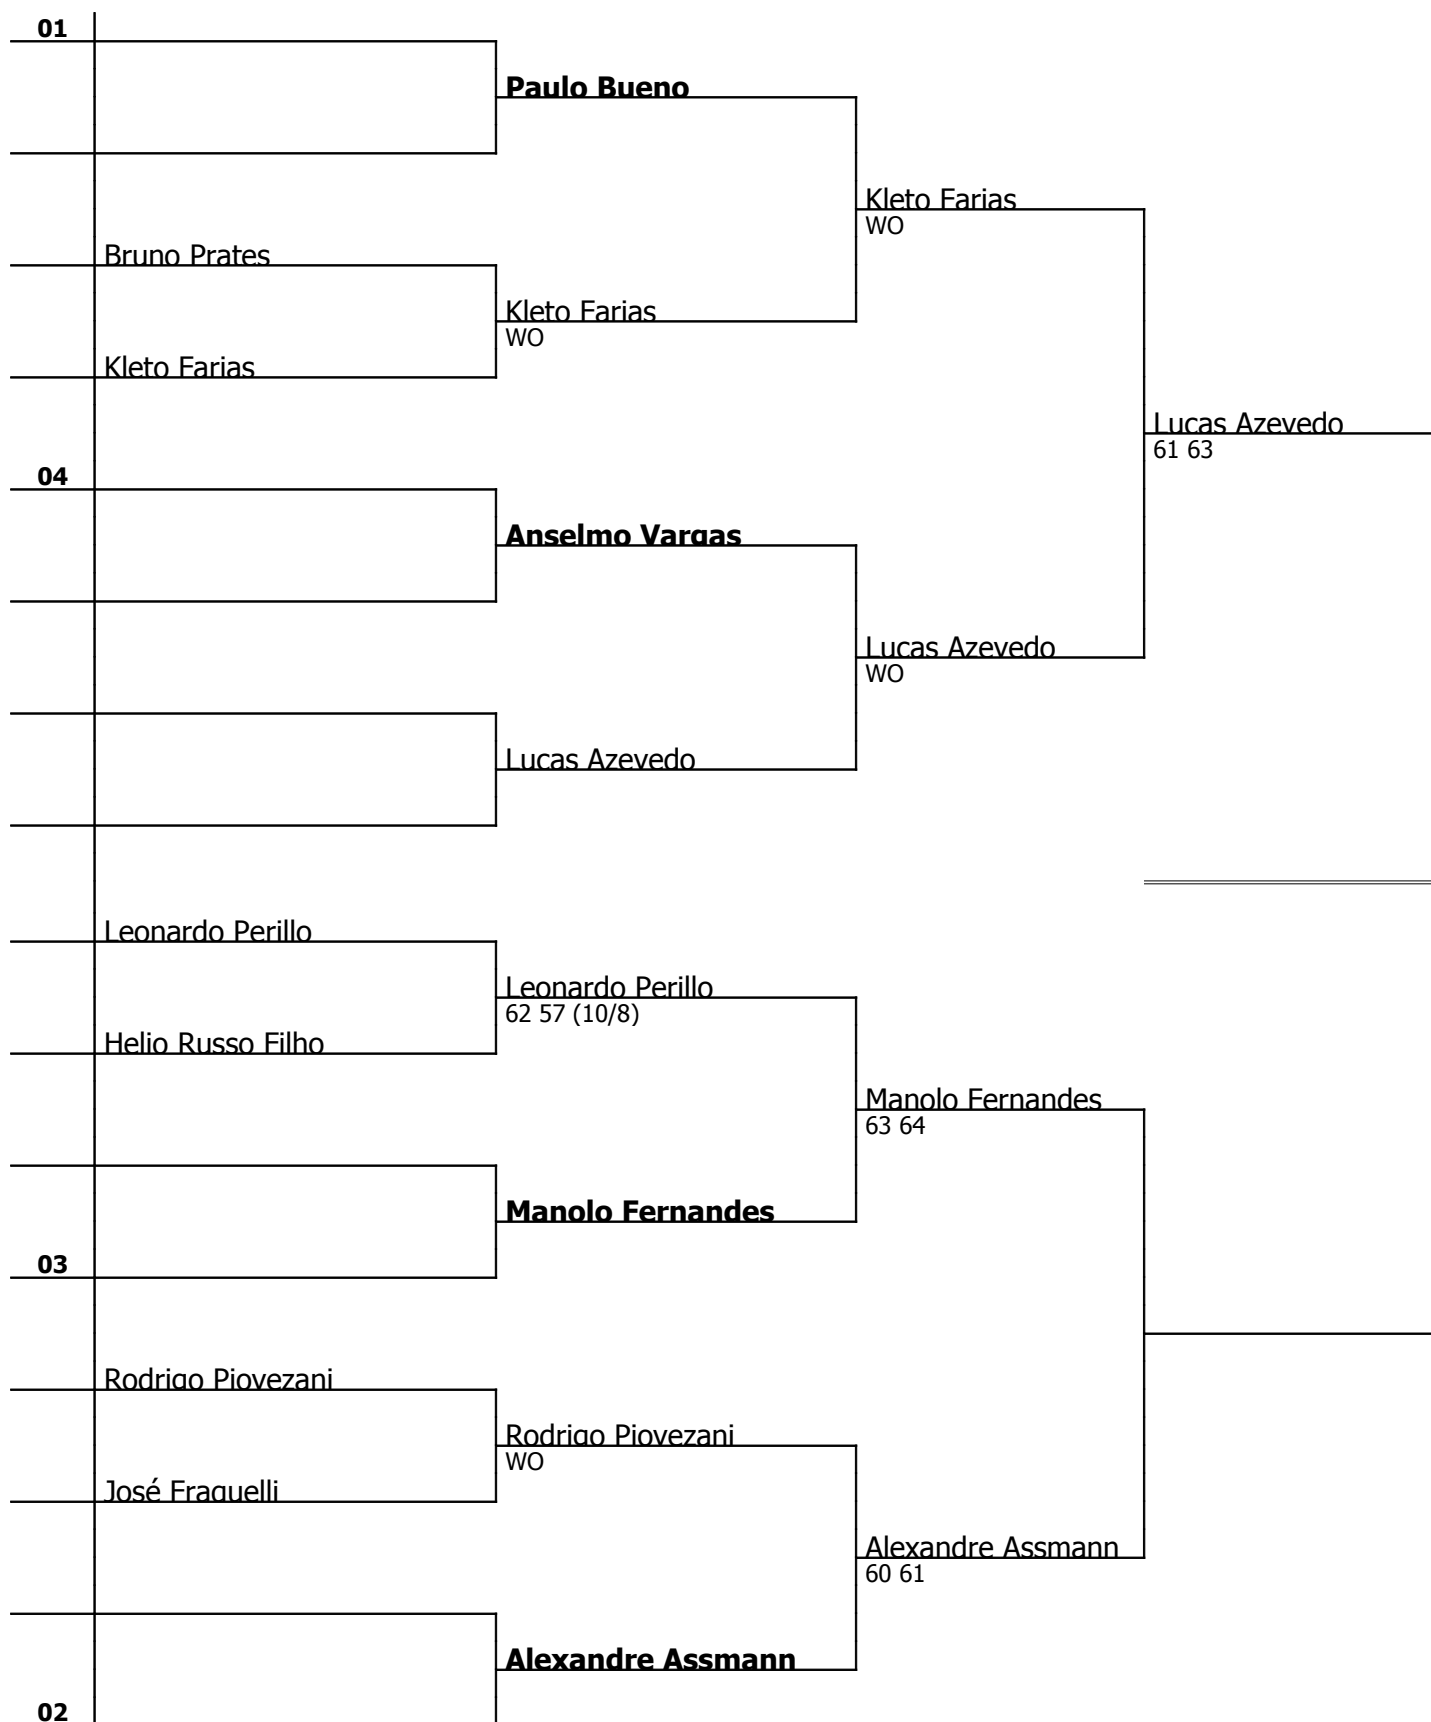 01
Paulo Bueno
Kleto Farias
WO
Bruno Prates
Kleto Farias
WO
Kleto Farias
Lucas Azevedo
61 63
04
Anselmo Vargas
Lucas Azevedo
WO
Lucas Azevedo
Leonardo Perillo
Leonardo Perillo
62 57 (10/8)
Helio Russo Filho
Manolo Fernandes
63 64
Manolo Fernandes
03
Rodrigo Piovezani
Rodrigo Piovezani
WO
José Fraguelli
Alexandre Assmann
60 61
Alexandre Assmann
02